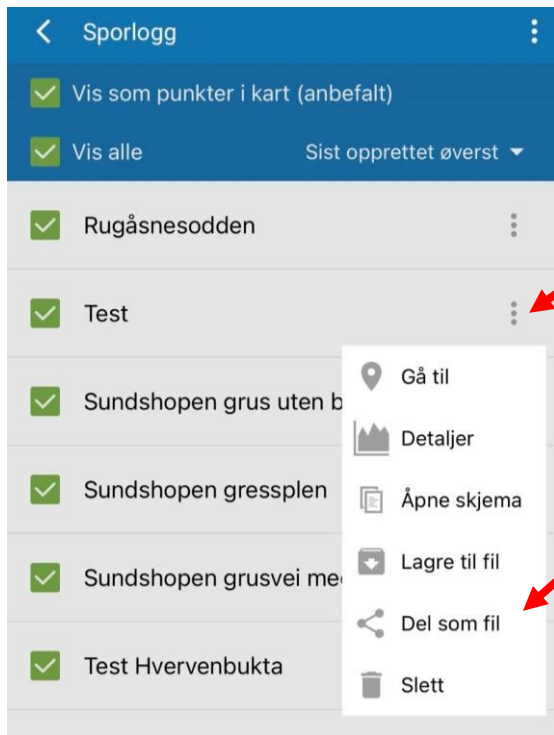 Sporlogg
Vis som punkter i kart (anbefalt)
Vis alle Sist opprettet øverst
Rugåsnesodden
Test
Gå til
Sundshopen grus uten b
Detaljer
Sundshopen gressplen
Åpne skjema
Lagre til fil
Sundshopen grusvei me
Del som fil
Test Hvervenbukta
Slett